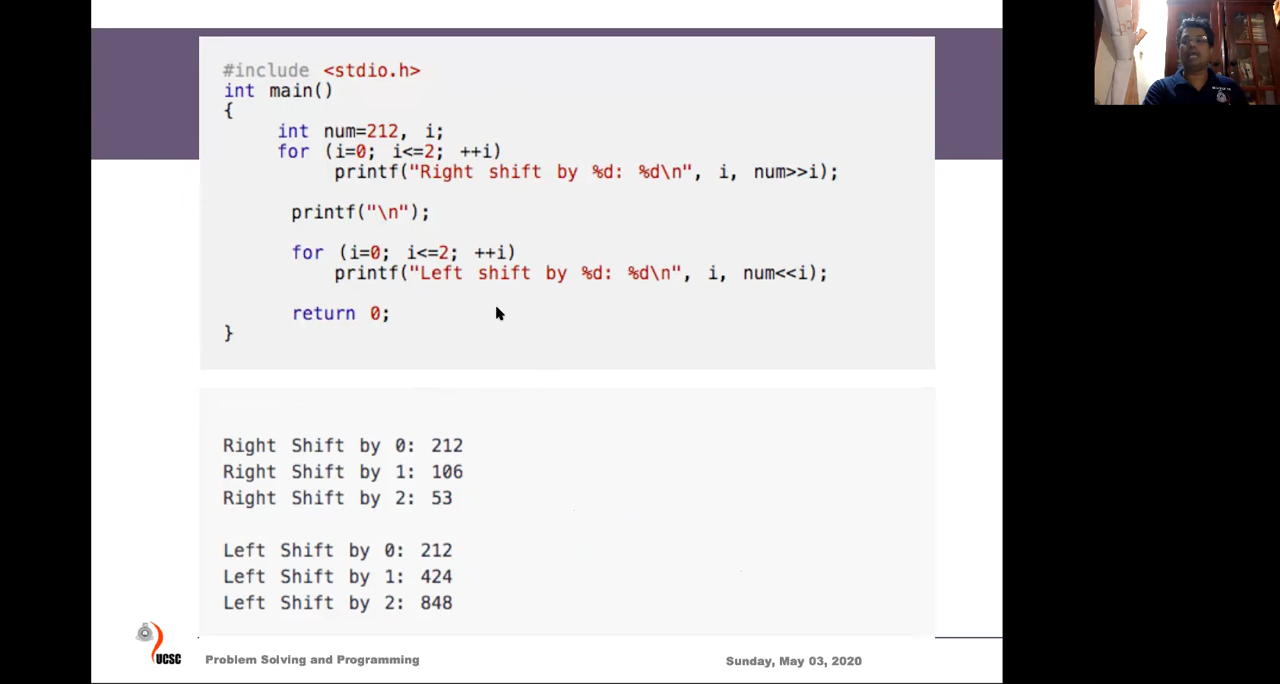 #include <stdio.h>
int main()
{
int num=212, i;
for (i=0; i<=2; ++i)
printf("Right shift by %d: %d\n", i, num>>i);
printf("\n");
for (i=0; i<=2; ++i)
printf("Left shift by %d: %d\n", i, num<<i);
return 0;
}
Right Shift by 0: 212
Right Shift by 1: 106
Right Shift by 2: 53
Left Shift by 0: 212
Left Shift by 1: 424
Left Shift by 2: 848
UCSC
Problem Solving and Programming
Sunday, May 03, 2020